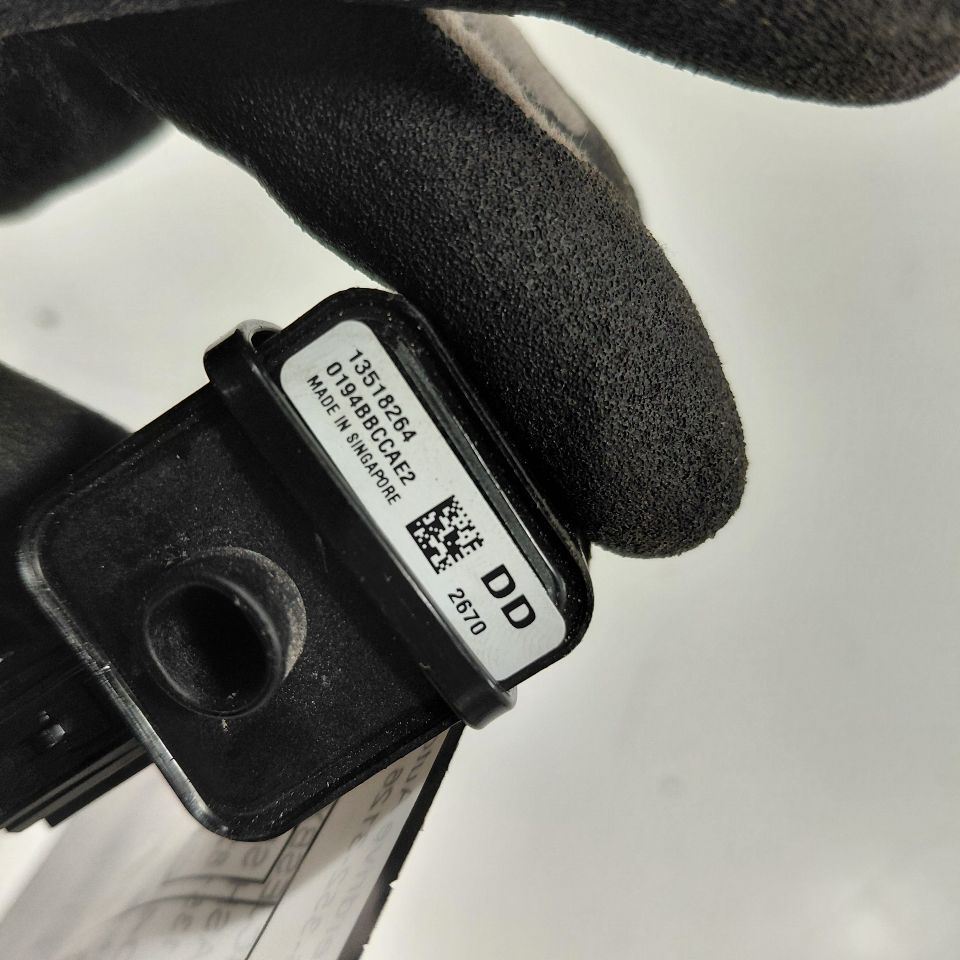 13518264
0194BBCCAE2
MADE IN SINGAPORE
DD
2670